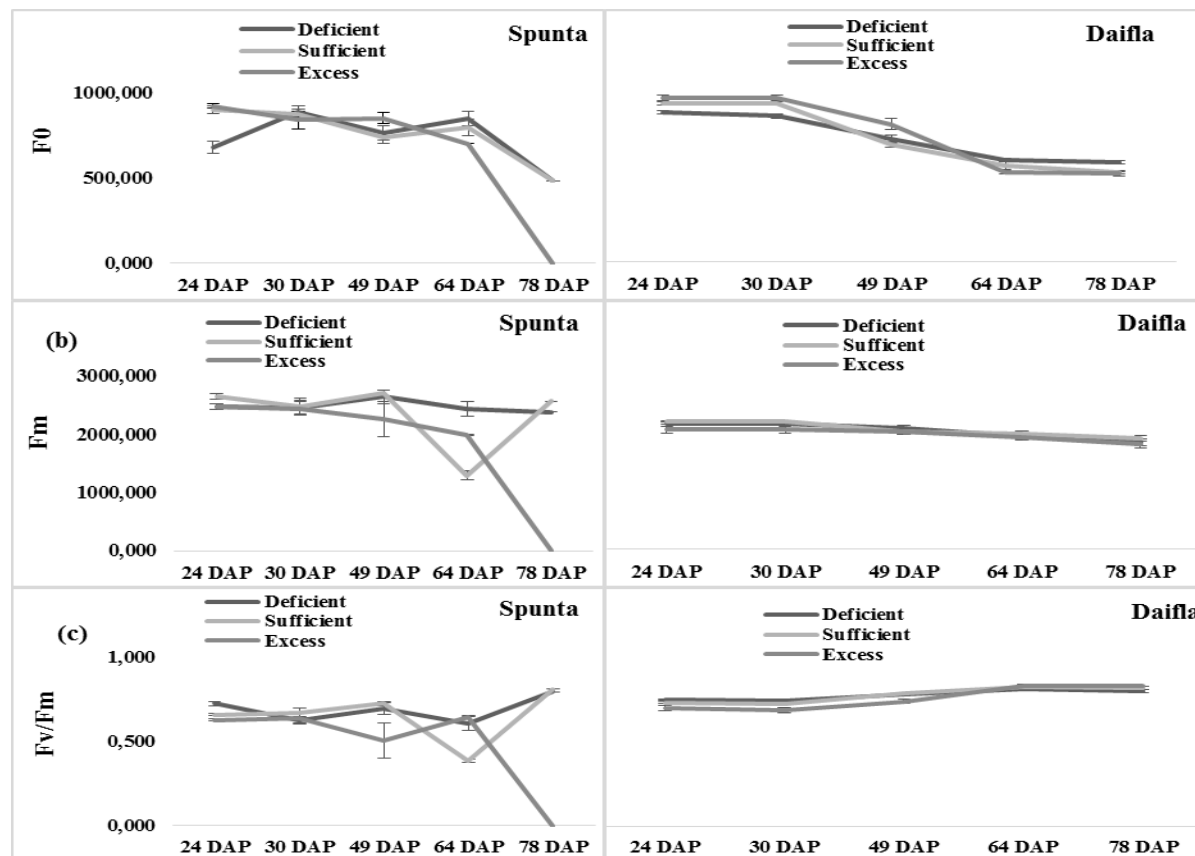 Deficient
Sufficient
Excess
Spunta
Deficient
Sufficient
Excess
Daifla
F0
1000,000
500,000
0,000
24 DAP 30 DAP 49 DAP 64 DAP 78 DAP
24 DAP 30 DAP 49 DAP 64 DAP 78 DAP
(b)
Deficient
Sufficient
Excess
Spunta
Deficient
Sufficent
Excess
Daifla
Fm
3000,000
2000,000
1000,000
0,000
24 DAP 30 DAP 49 DAP 64 DAP 78 DAP
24 DAP 30 DAP 49 DAP 64 DAP 78 DAP
(c)
Deficient
Sufficient
Excess
Spunta
Deficient
Sufficient
Excess
Daifla
Fv/Fm
1,000
0,500
0,000
24 DAP 30 DAP 49 DAP 64 DAP 78 DAP
24 DAP 30 DAP 49 DAP 64 DAP 78 DAP